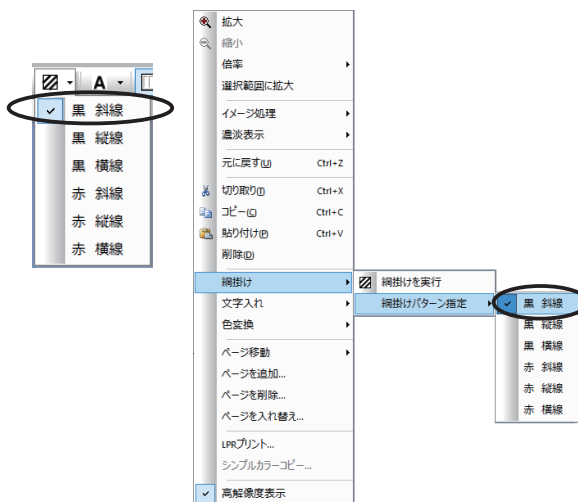 A
黒 斜線
黒 縦線
黒 横線
赤 斜線
赤 縦線
赤 横線
拡大
縮小
倍率
選択範囲に拡大
イメージ処理
濃淡表示
元に戻す(U) Ctrl+Z
切り取り(T) Ctrl+X
コピー(C) Ctrl+C
貼り付け(P) Ctrl+V
削除(D)
網掛け
文字入れ
色変換
ページ移動
ページを追加...
ページを削除...
ページを入れ替え...
LPRプリント...
シンプルカラーコピー...
高解像度表示
網掛けを実行
網掛けパターン指定
黒 斜線
黒 縦線
黒 横線
赤 斜線
赤 縦線
赤 横線